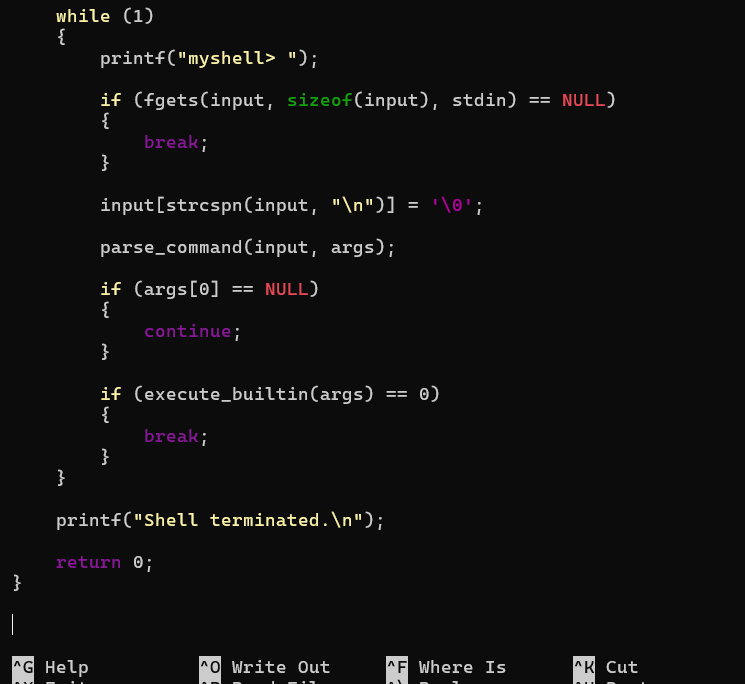 while (1)
{
printf("myshell> ");
if (fgets(input, sizeof(input), stdin) == NULL)
{
break;
}
input[strcspn(input, "\n")] = '\0';
parse_command(input, args);
if (args[0] == NULL)
{
continue;
}
if (execute_builtin(args) == 0)
{
break;
}
}
printf("Shell terminated.\n");
return 0;
}
^G Help ^O Write Out ^F Where Is ^K Cut